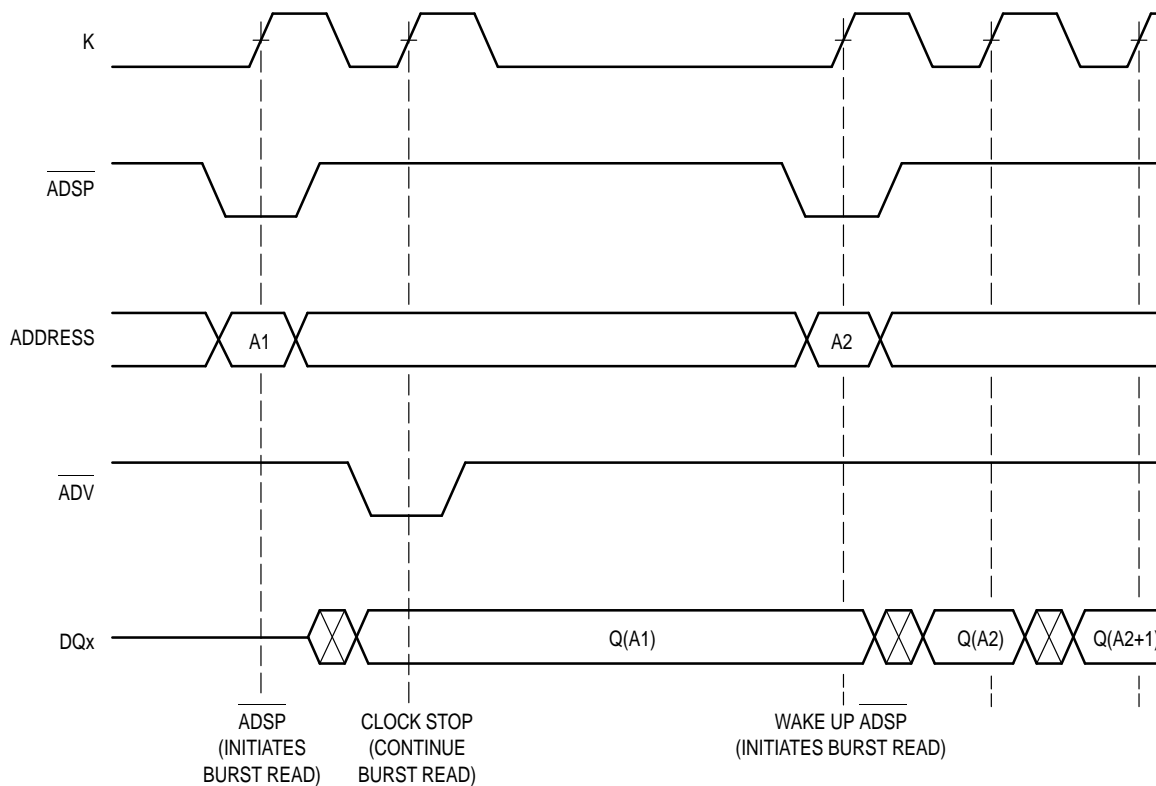 K
ADSP
ADDRESS
A1
A2
ADV
DQx
Q(A1)
Q(A2)
Q(A2+1)
ADSP
(INITIATES
BURST READ)
CLOCK STOP
(CONTINUE
BURST READ)
WAKE UP ADSP
(INITIATES BURST READ)